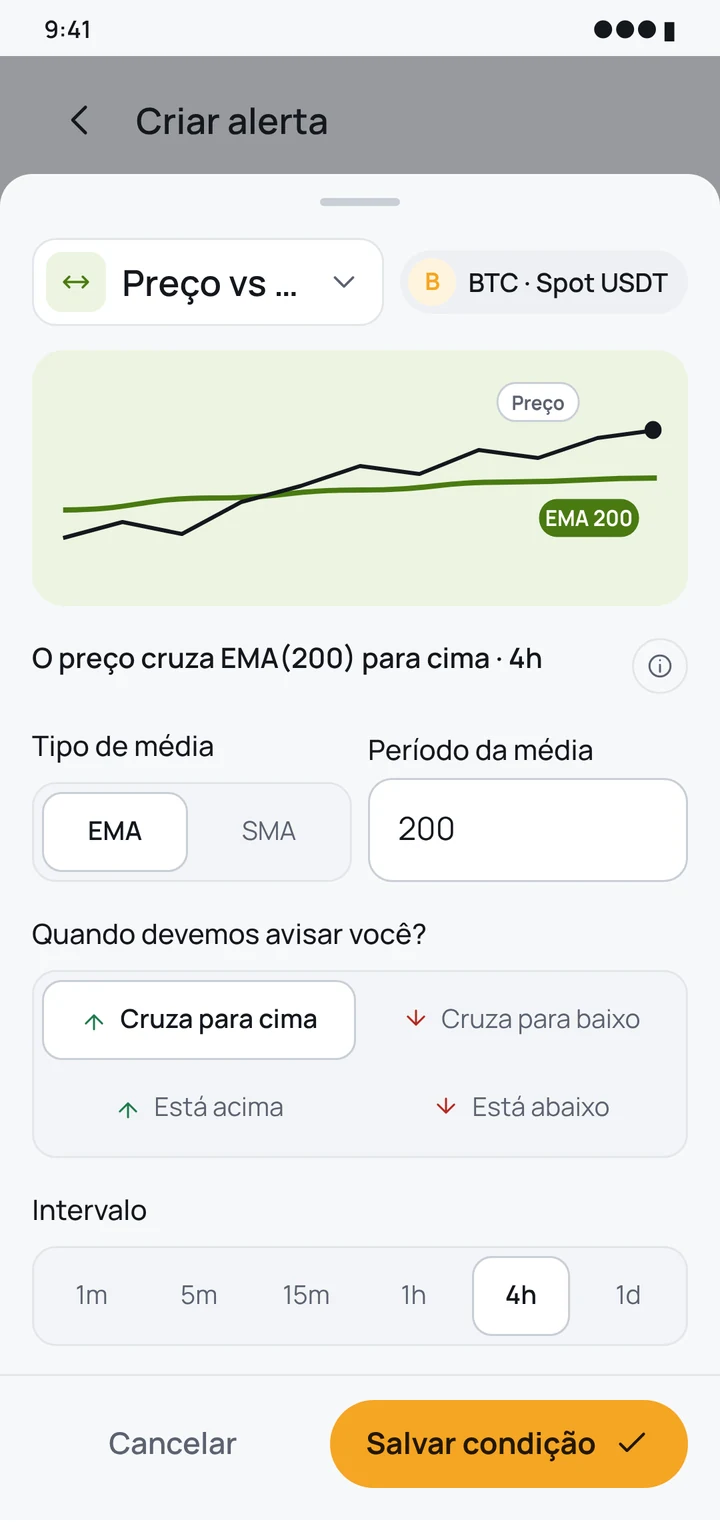 9:41
Criar alerta
Preço vs ...
B
BTC · Spot USDT
Preço
EMA 200
O preço cruza EMA(200) para cima · 4h
Tipo de média
Período da média
EMA
SMA
200
Quando devemos avisar você?
Cruza para cima
Cruza para baixo
Está acima
Está abaixo
Intervalo
1m
5m
15m
1h
4h
1d
Cancelar
Salvar condição